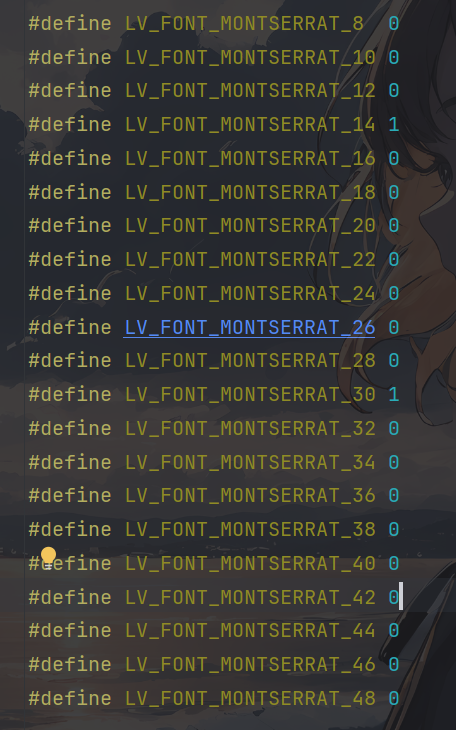 #define LV_FONT_MONTSERRAT_8  0
#define LV_FONT_MONTSERRAT_10 0
#define LV_FONT_MONTSERRAT_12 0
#define LV_FONT_MONTSERRAT_14 1
#define LV_FONT_MONTSERRAT_16 0
#define LV_FONT_MONTSERRAT_18 0
#define LV_FONT_MONTSERRAT_20 0
#define LV_FONT_MONTSERRAT_22 0
#define LV_FONT_MONTSERRAT_24 0
#define LV_FONT_MONTSERRAT_26 0
#define LV_FONT_MONTSERRAT_28 0
#define LV_FONT_MONTSERRAT_30 1
#define LV_FONT_MONTSERRAT_32 0
#define LV_FONT_MONTSERRAT_34 0
#define LV_FONT_MONTSERRAT_36 0
#define LV_FONT_MONTSERRAT_38 0
#define LV_FONT_MONTSERRAT_40 0
#define LV_FONT_MONTSERRAT_42 0
#define LV_FONT_MONTSERRAT_44 0
#define LV_FONT_MONTSERRAT_46 0
#define LV_FONT_MONTSERRAT_48 0